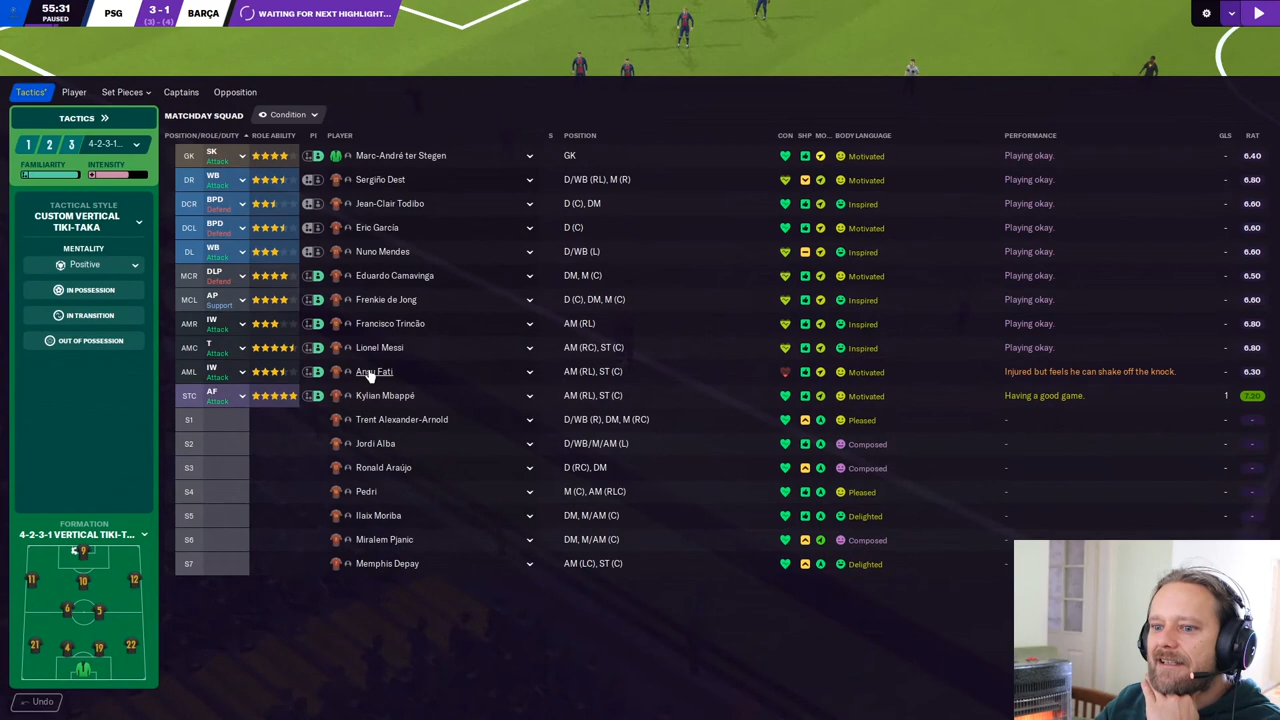 55:31
PAUSED
PSG
3 - 1
(3) - (4)
BARÇA
WAITING FOR NEXT HIGHLIGHT...
Tactics*
Player
Set Pieces
Captains
Opposition
TACTICS
1 2 3 4-2-3-1...
FAMILIARITY INTENSITY
TACTICAL STYLE
CUSTOM VERTICAL
TIKI-TAKA
MENTALITY
Positive
IN POSSESSION
IN TRANSITION
OUT OF POSSESSION
FORMATION
4-2-3-1 VERTICAL TIKI-T...
9
11 10 12
6 5
21 4 19 22
Undo
MATCHDAY SQUAD Condition
POSITION/ROLE/DUTY ROLE ABILITY PI PLAYER S POSITION CON SHP MO... BODY LANGUAGE PERFORMANCE GLS RAT
GK SK Attack Marc-André ter Stegen GK Motivated Playing okay. - 6.40
DR WB Attack Sergiño Dest D/WB (RL), M (R) Motivated Playing okay. - 6.80
DCR BPD Defend Jean-Clair Todibo D (C), DM Inspired Playing okay. - 6.60
DCL BPD Defend Eric García D (C) Motivated Playing okay. - 6.60
DL WB Attack Nuno Mendes D/WB (L) Inspired Playing okay. - 6.60
MCR DLP Defend Eduardo Camavinga DM, M (C) Motivated Playing okay. - 6.50
MCL AP Support Frenkie de Jong D (C), DM, M (C) Inspired Playing okay. - 6.60
AMR IW Attack Francisco Trincão AM (RL) Inspired Playing okay. - 6.80
AMC T Attack Lionel Messi AM (RC), ST (C) Inspired Playing okay. - 6.80
AML IW Attack Ansu Fati AM (RL), ST (C) Motivated Injured but feels he can shake off the knock. - 6.30
STC AF Attack Kylian Mbappé AM (RL), ST (C) Motivated Having a good game. 1 7.20
S1 Trent Alexander-Arnold D/WB (R), DM, M (RC) Pleased - - -
S2 Jordi Alba D/WB/M/AM (L) Composed - - -
S3 Ronald Araújo D (RC), DM Composed - - -
S4 Pedri M (C), AM (RLC) Pleased - - -
S5 Ilaix Moriba DM, M/AM (C) Delighted - - -
S6 Miralem Pjanic DM, M/AM (C) Composed -
S7 Memphis Depay AM (LC), ST (C) Delighted -